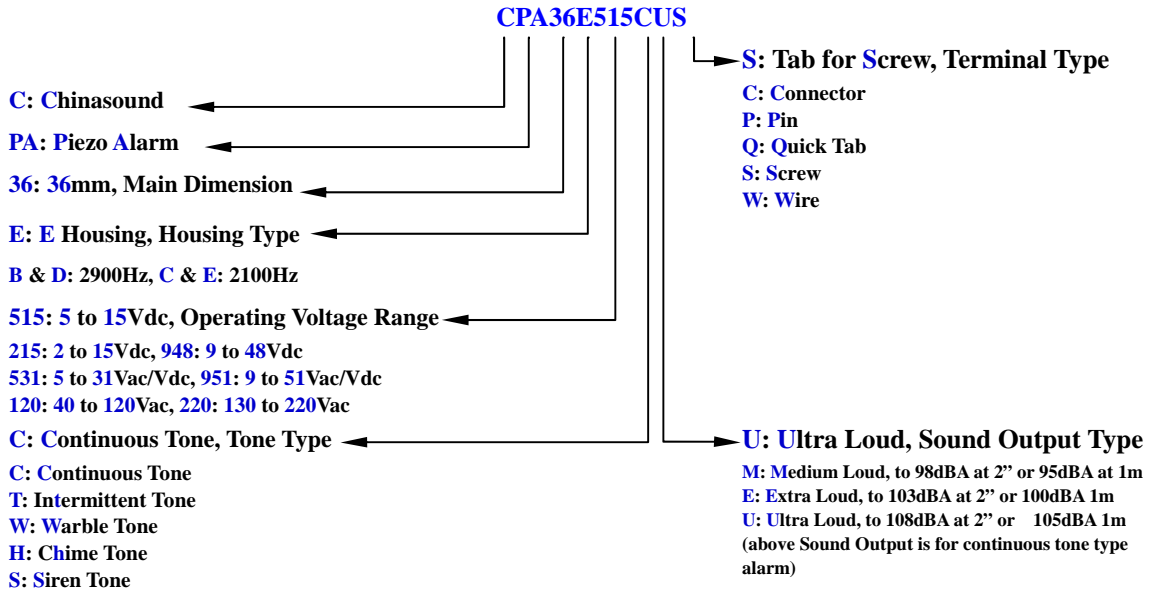 CPA36E515CUS
C: Chinasound
PA: Piezo Alarm
36: 36mm, Main Dimension
E: E Housing, Housing Type
B & D: 2900Hz, C & E: 2100Hz
515: 5 to 15Vdc, Operating Voltage Range
215: 2 to 15Vdc, 948: 9 to 48Vdc
531: 5 to 31Vac/Vdc, 951: 9 to 51Vac/Vdc
120: 40 to 120Vac, 220: 130 to 220Vac
C: Continuous Tone, Tone Type
C: Continuous Tone
T: Intermittent Tone
W: Warble Tone
H: Chime Tone
S: Siren Tone
S: Tab for Screw, Terminal Type
C: Connector
P: Pin
Q: Quick Tab
S: Screw
W: Wire
U: Ultra Loud, Sound Output Type
M: Medium Loud, to 98dBA at 2” or 95dBA at 1m
E: Extra Loud, to 103dBA at 2” or 100dBA 1m
U: Ultra Loud, to 108dBA at 2” or 105dBA 1m
(above Sound Output is for continuous tone type
alarm)